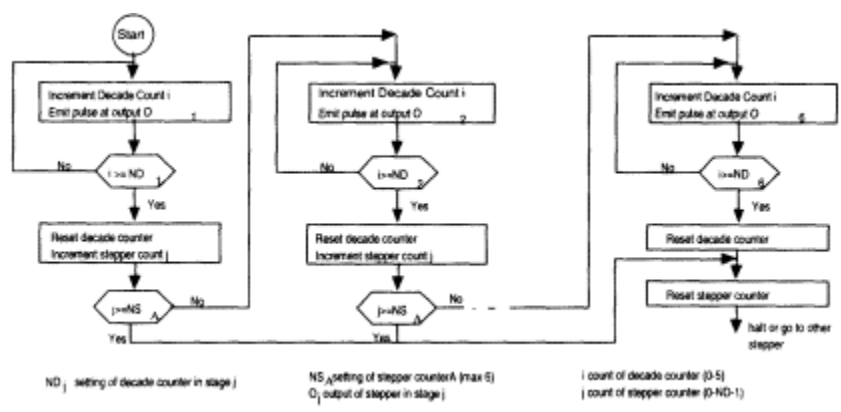 Start
Increment Decade Count i
Emit pulse at output O 1
No
i >= ND 1
Yes
Reset decade counter
Increment stepper count j
j>=NS A
No
Yes
Increment Decade Count i
Emit pulse at output O 2
No
i>=ND 2
Yes
Reset decade counter
Increment stepper count j
j>=NS A
No
Yes
Increment Decade Count i
Emit pulse at output O 6
No
i>=ND 6
Yes
Reset decade counter
Reset stepper counter
halt or go to other
stepper
ND j setting of decade counter in stage j
NS A setting of stepper counterA (max 6)
O j output of stepper in stage j
i count of decade counter (0-5)
j count of stepper counter (0-ND-1)